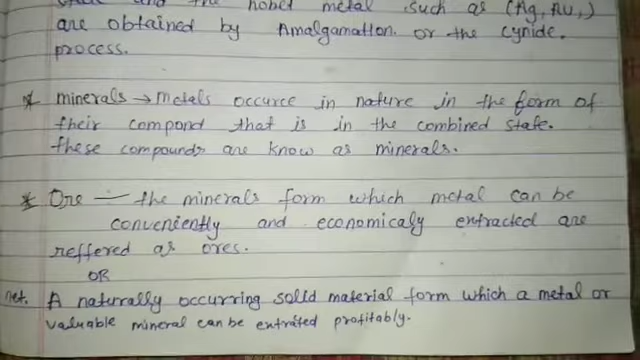 and the nobel metal such as (Ag, Au,)
are obtained by Amalgamation or the cynide.
process.
* minerals → Metals occurce in nature in the form of
their compond that is in the combined state.
these compounds are know as minerals.
* Ore — the minerals form which metal can be
conveniently and economicaly entracted are
reffered as ores.
OR
net. A naturally occurring solid material form which a metal or
valuable mineral can be entrated profitably.